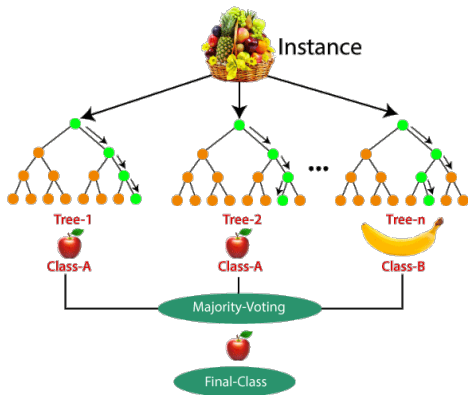 Instance
Tree-1
Tree-2
Tree-n
Class-A
Class-A
Class-B
Majority-Voting
Final-Class